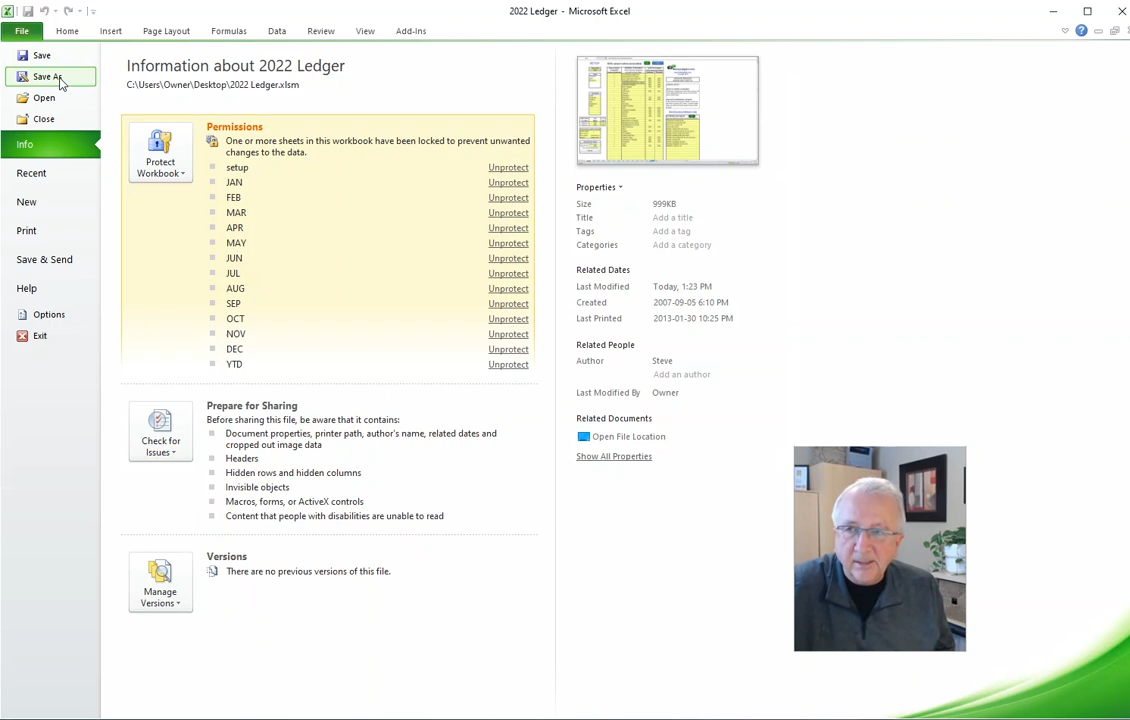 2022 Ledger - Microsoft Excel
File Home Insert Page Layout Formulas Data Review View Add-Ins
Save
Save As
Open
Close
Info
Recent
New
Print
Save & Send
Help
Options
Exit
Information about 2022 Ledger
C:\Users\Owner\Desktop\2022 Ledger.xlsm
Protect
Workbook
Permissions
One or more sheets in this workbook have been locked to prevent unwanted
changes to the data.
setup Unprotect
JAN Unprotect
FEB Unprotect
MAR Unprotect
APR Unprotect
MAY Unprotect
JUN Unprotect
JUL Unprotect
AUG Unprotect
SEP Unprotect
OCT Unprotect
NOV Unprotect
DEC Unprotect
YTD Unprotect
Check for
Issues
Prepare for Sharing
Before sharing this file, be aware that it contains:
Document properties, printer path, author's name, related dates and
cropped out image data
Headers
Hidden rows and hidden columns
Invisible objects
Macros, forms, or ActiveX controls
Content that people with disabilities are unable to read
Manage
Versions
Versions
There are no previous versions of this file.
Properties
Size 999KB
Title Add a title
Tags Add a tag
Categories Add a category
Related Dates
Last Modified Today, 1:23 PM
Created 2007-09-05 6:10 PM
Last Printed 2013-01-30 10:25 PM
Related People
Author Steve
Add an author
Last Modified By Owner
Related Documents
Open File Location
Show All Properties